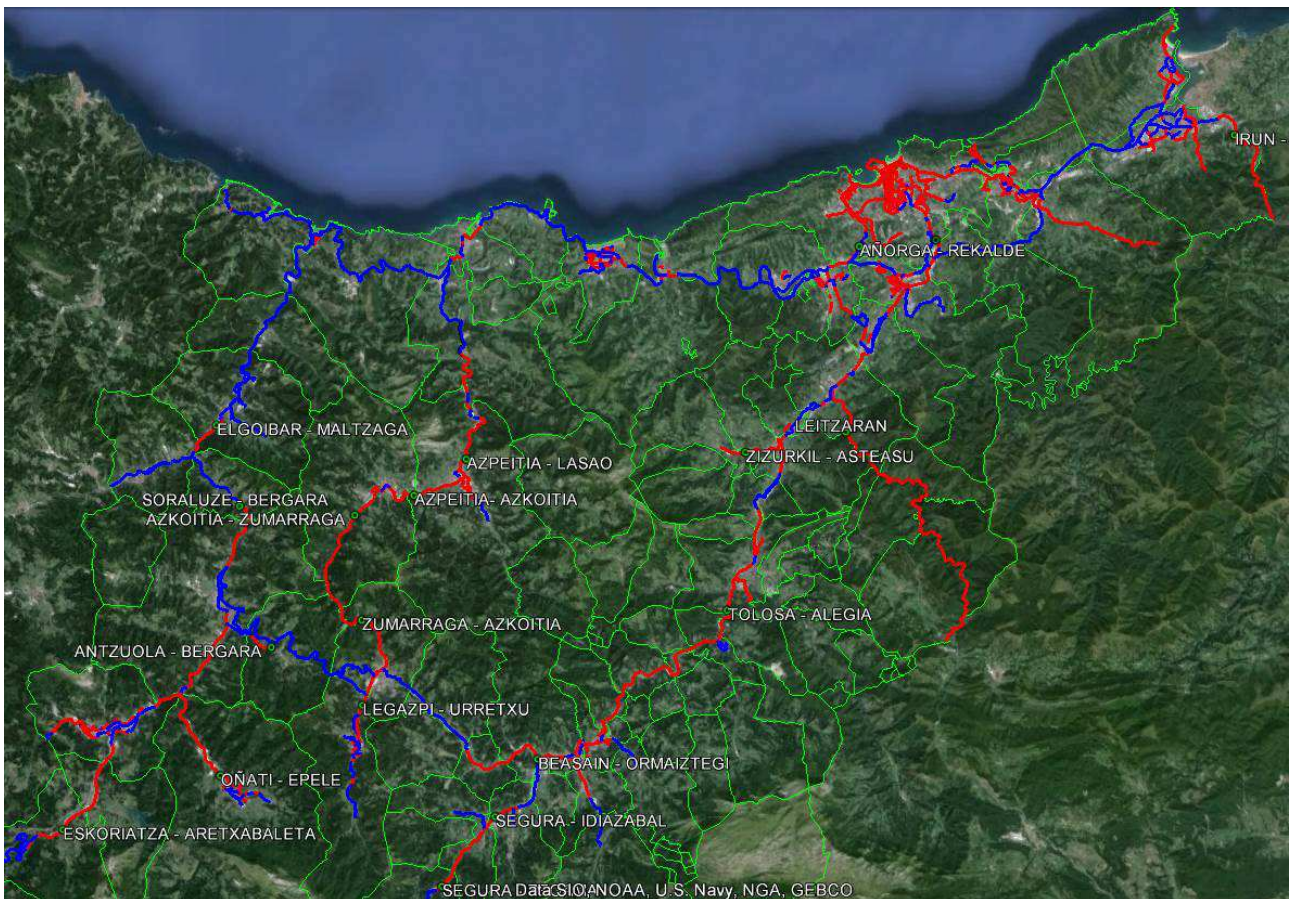 IRUN -
AÑORGA - REKALDE
LEITZARAN
ELGOIBAR - MALTZAGA
ZIZURKIL - ASTEASU
AZPEITIA - LASAO
AZPEITIA- AZKOITIA
SORALUZE - BERGARA
AZKOITIA - ZUMARRAGA
TOLOSA - ALEGIA
ZUMARRAGA - AZKOITIA
ANTZUOLA - BERGARA
LEGAZPI - URRETXU
BEASAIN - ORMAIZTEGI
OÑATI - EPELE
SEGURA - IDIAZABAL
ESKORIATZA - ARETXABALETA
SEGURA
Data SIO, NOAA, U.S. Navy, NGA, GEBCO